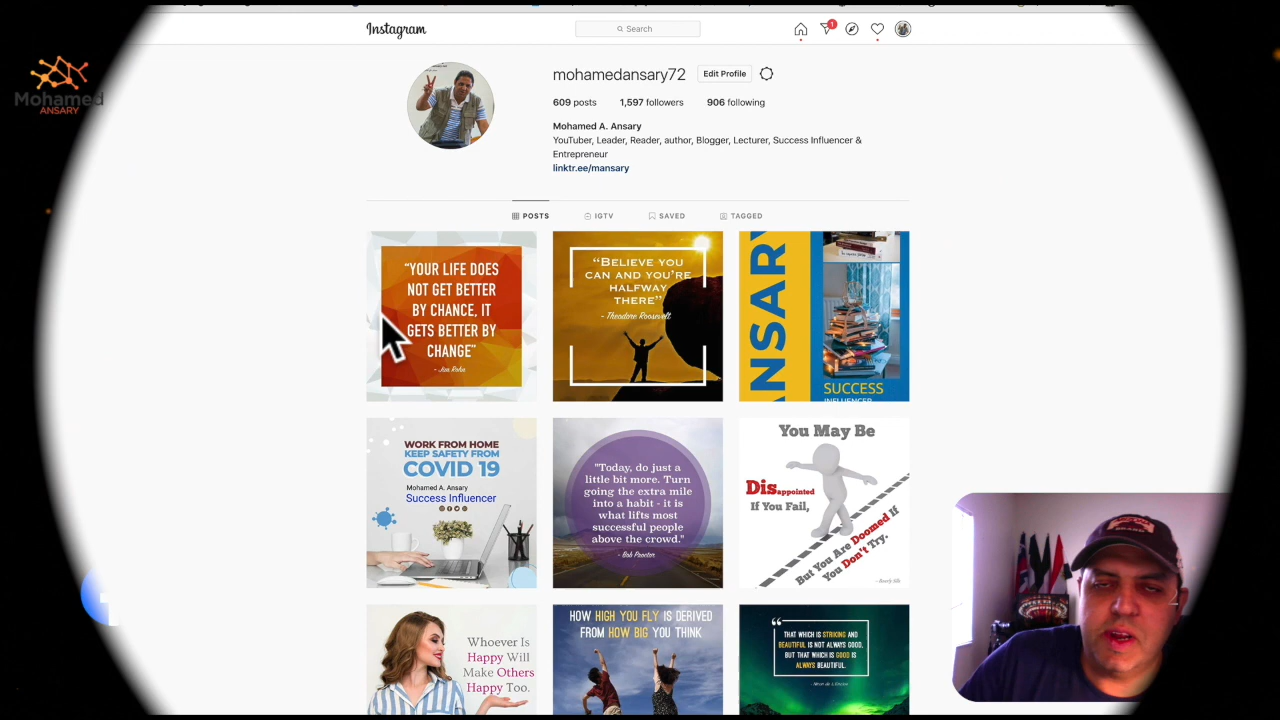 Instagram
Search
1
Mohamed
ANSARY
mohamedansary72
Edit Profile
609 posts 1,597 followers 906 following
Mohamed A. Ansary
YouTuber, Leader, Reader, author, Blogger, Lecturer, Success Influencer &
Entrepreneur
linktr.ee/mansary
POSTS IGTV SAVED TAGGED
"YOUR LIFE DOES
NOT GET BETTER
BY CHANCE, IT
GETS BETTER BY
CHANGE"
- Jim Rohn
"BELIEVE YOU
CAN AND YOU'RE
HALFWAY
THERE"
- Theodore Roosevelt
ANSARY
SUCCESS
INFLUENCER
WORK FROM HOME
KEEP SAFETY FROM
COVID 19
Mohamed A. Ansary
Success Influencer
"Today, do just a
little bit more. Turn
going the extra mile
into a habit - it is
what lifts most
successful people
above the crowd."
- Bob Proctor
You May Be
Disappointed
If You Fail,
But You Are Doomed If
You Don't Try.
- Beverly Sills
Whoever Is
Happy Will
Make Others
Happy Too.
HOW HIGH YOU FLY IS DERIVED
FROM HOW BIG YOU THINK
THAT WHICH IS STRIKING AND
BEAUTIFUL IS NOT ALWAYS GOOD,
BUT THAT WHICH IS GOOD IS
ALWAYS BEAUTIFUL.